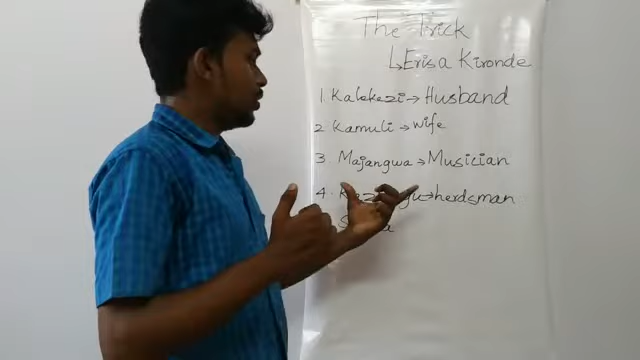 The Trick
↳Erisa Kironde
1. Kalekezi → Husband
2 Kamuli → wife
3 Majangwa → Musician
4. → herdsman